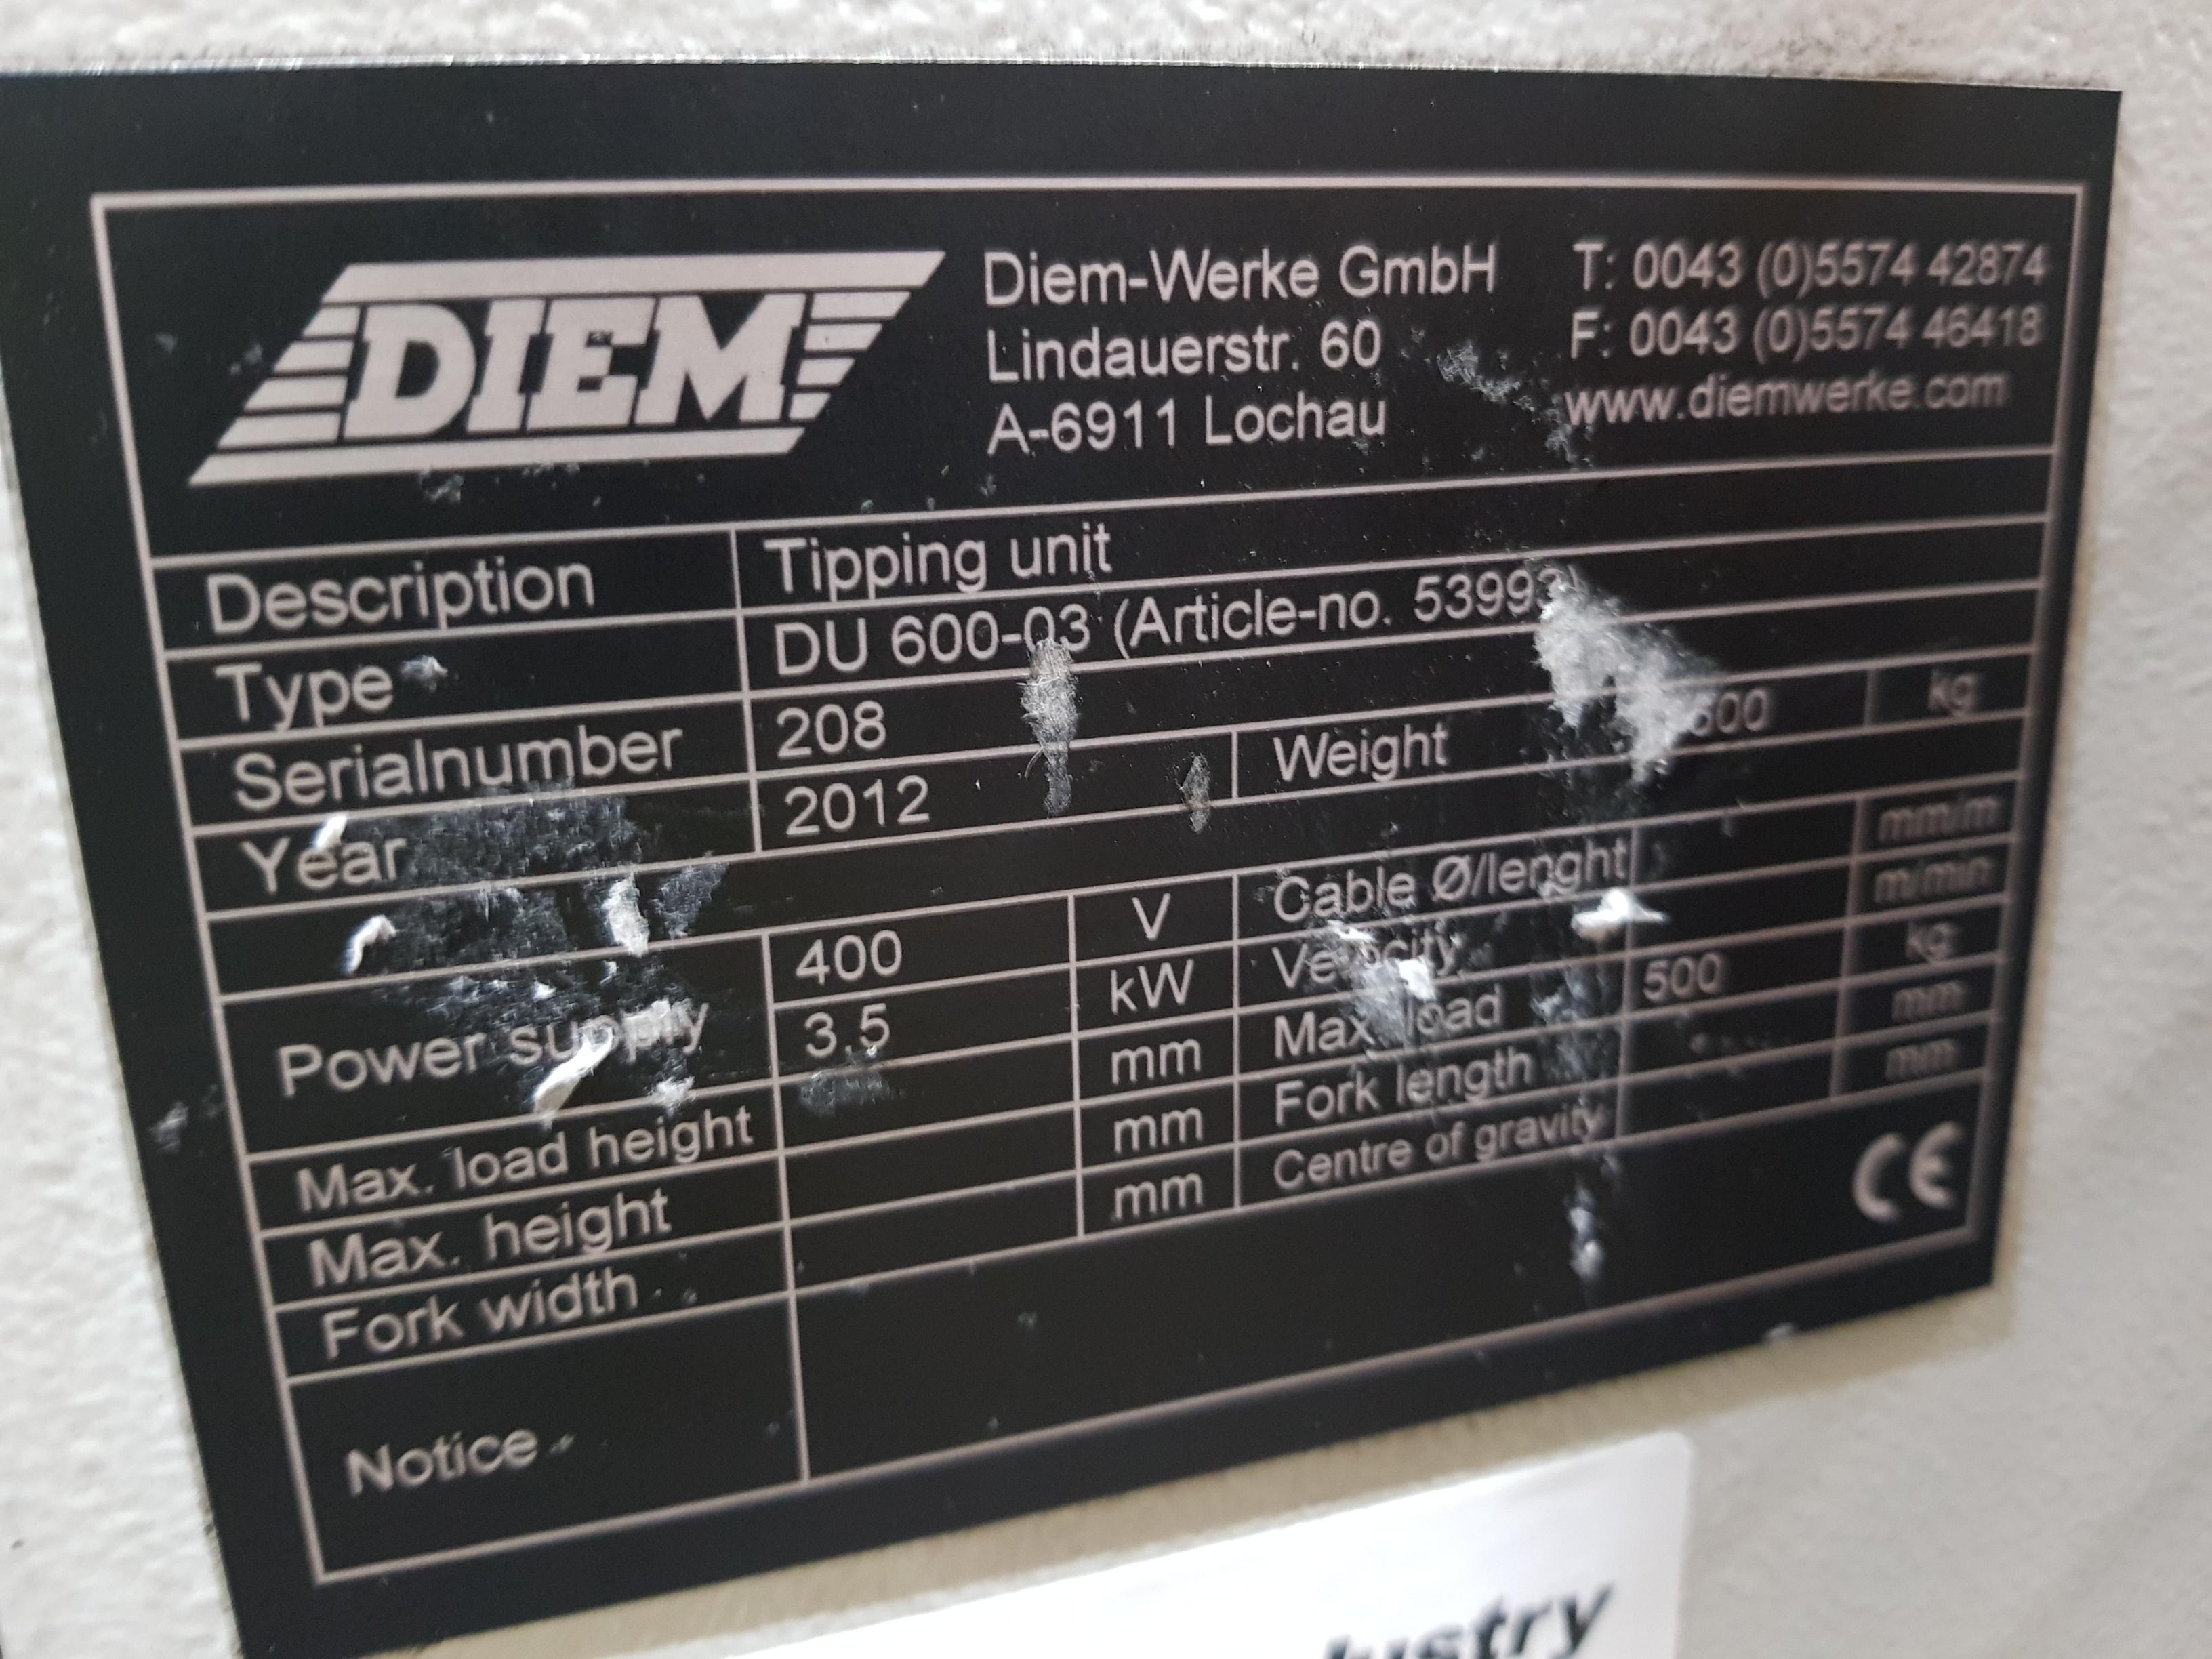 DIEM
Diem-Werke GmbH
Lindauerstr. 60
A-6911 Lochau
T: 0043 (0)5574 42874
F: 0043 (0)5574 46418
www.diemwerke.com
Description Tipping unit
Type DU 600-03 (Article-no. 53993)
Serialnumber 208
Year 2012 Weight kg
Power supply 400 V Cable Ø/lenght mm/m
3.5 kW Velocity m/min
Max. load height mm Max. load 500 kg
Max. height mm Fork length mm
Fork width mm Centre of gravity mm
Notice
CE